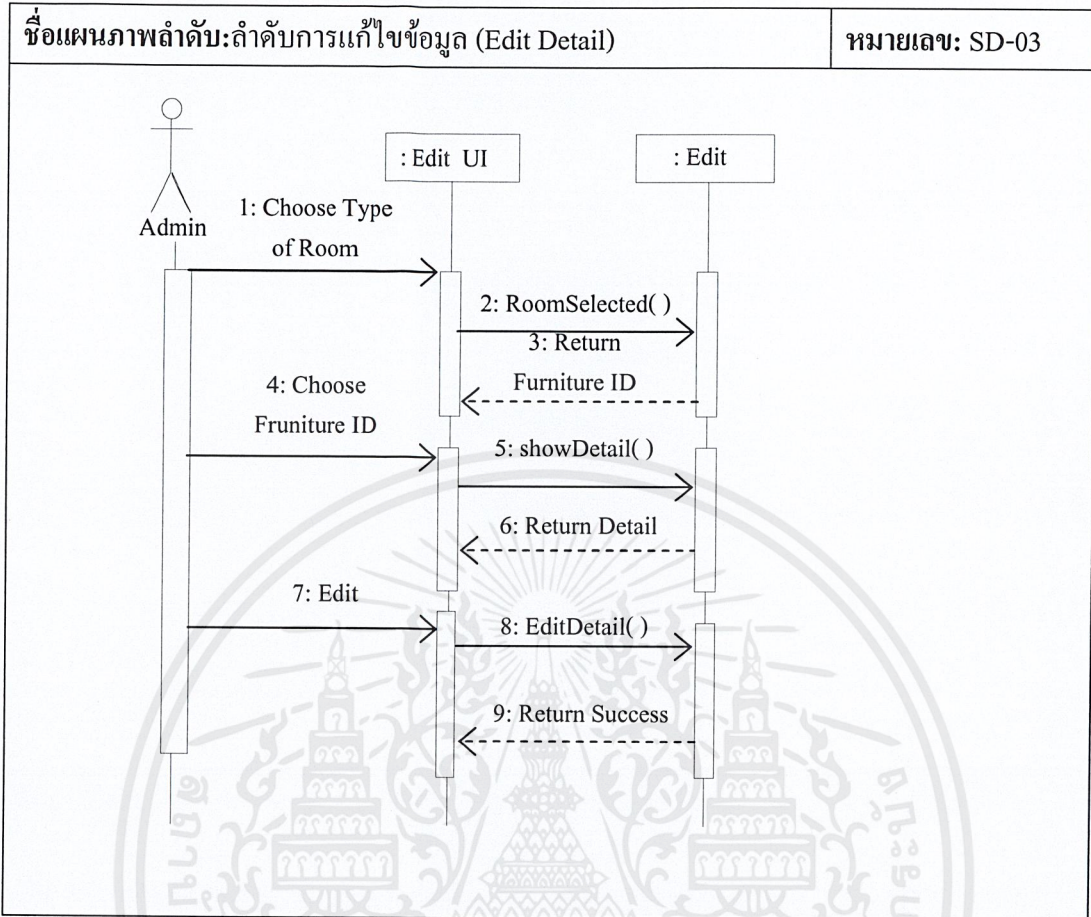 ชื่อแผนภาพลำดับ:ลำดับการแก้ไขข้อมูล (Edit Detail)
หมายเลข: SD-03
: Edit UI
: Edit
Admin
1: Choose Type
of Room
2: RoomSelected( )
3: Return
Furniture ID
4: Choose
Fruniture ID
5: showDetail( )
6: Return Detail
7: Edit
8: EditDetail( )
9: Return Success